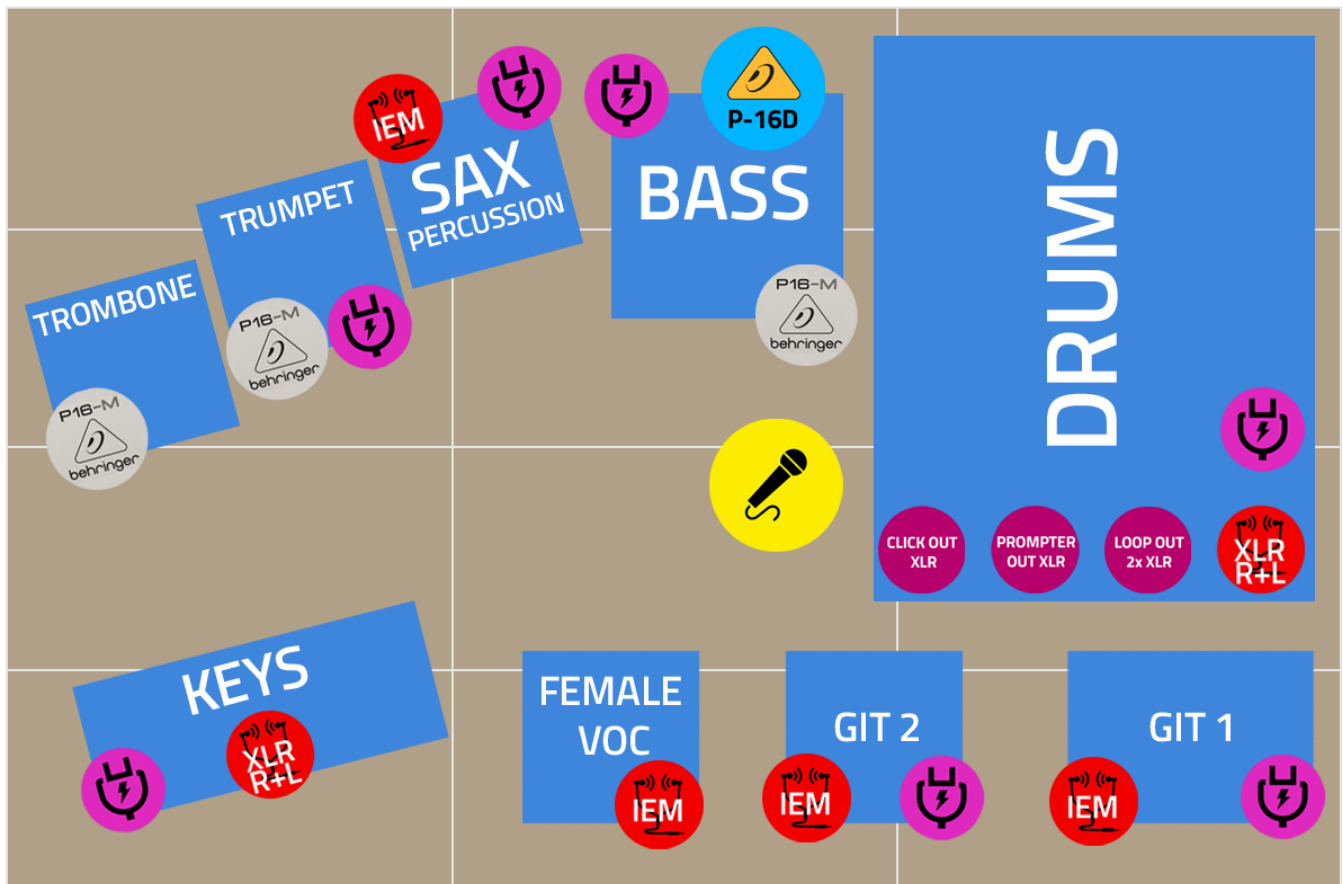 IEM
P-16D
SAX
PERCUSSION
BASS
TRUMPET
TROMBONE
P16-M
behringer
P16-M
behringer
P16-M
behringer
DRUMS
CLICK OUT
XLR
PROMPTER
OUT XLR
LOOP OUT
2x XLR
XLR
R+L
KEYS
XLR
R+L
FEMALE
VOC
IEM
GIT 2
IEM
GIT 1
IEM